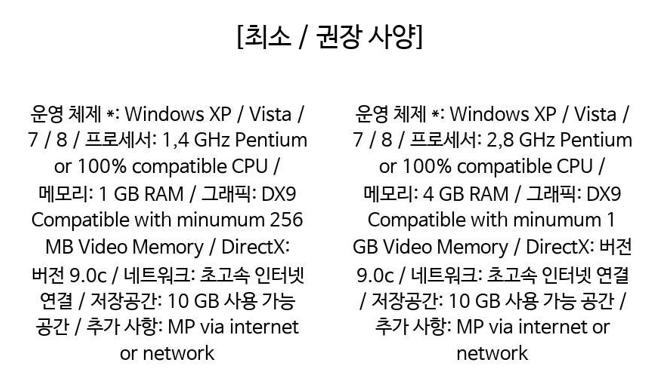 [최소 / 권장 사양]
운영 체제 *: Windows XP / Vista /
7 / 8 / 프로세서: 1,4 GHz Pentium
or 100% compatible CPU /
메모리: 1 GB RAM / 그래픽: DX9
Compatible with minumum 256
MB Video Memory / DirectX:
버전 9.0c / 네트워크: 초고속 인터넷
연결 / 저장공간: 10 GB 사용 가능
공간 / 추가 사항: MP via internet
or network
운영 체제 *: Windows XP / Vista /
7 / 8 / 프로세서: 2,8 GHz Pentium
or 100% compatible CPU /
메모리: 4 GB RAM / 그래픽: DX9
Compatible with minumum 1
GB Video Memory / DirectX: 버전
9.0c / 네트워크: 초고속 인터넷 연결
/ 저장공간: 10 GB 사용 가능 공간 /
추가 사항: MP via internet or
network